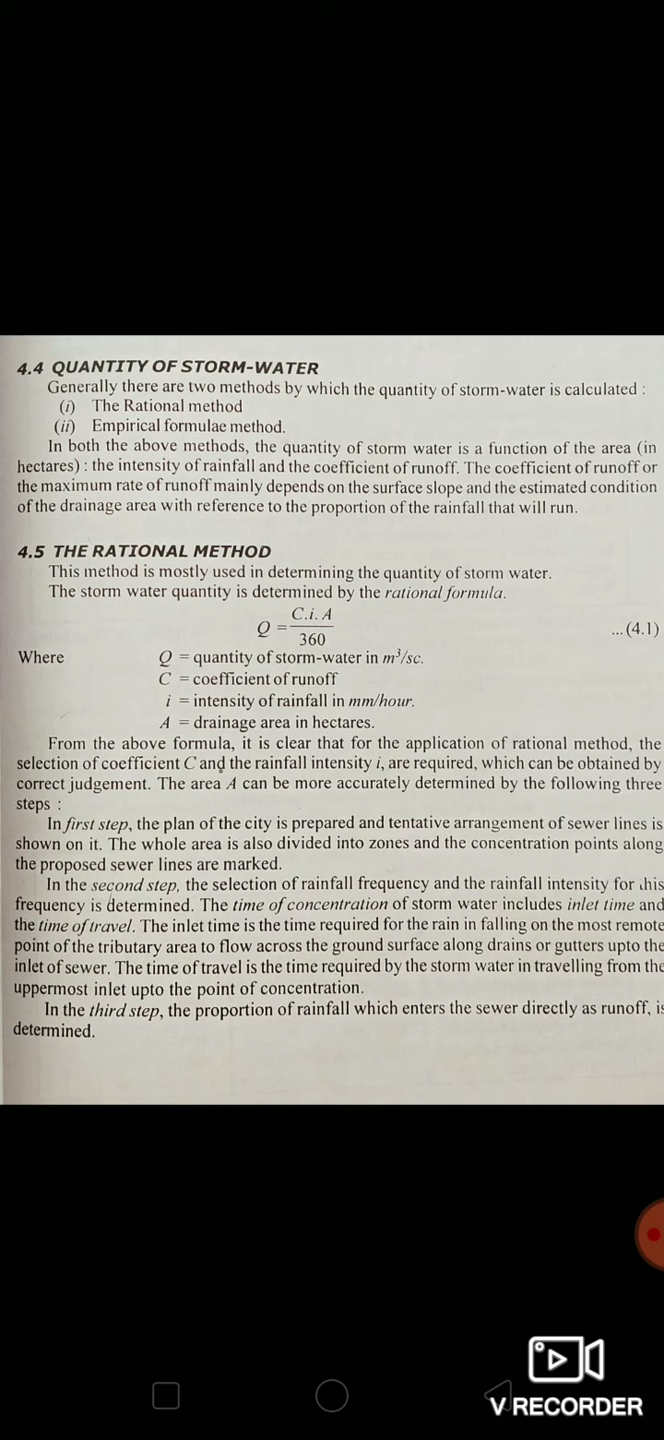 4.4 QUANTITY OF STORM-WATER
Generally there are two methods by which the quantity of storm-water is calculated :
(i) The Rational method
(ii) Empirical formulae method.
In both the above methods, the quantity of storm water is a function of the area (in
hectares) : the intensity of rainfall and the coefficient of runoff. The coefficient of runoff or
the maximum rate of runoff mainly depends on the surface slope and the estimated condition
of the drainage area with reference to the proportion of the rainfall that will run.
4.5 THE RATIONAL METHOD
This method is mostly used in determining the quantity of storm water.
The storm water quantity is determined by the rational formula.
Q = C.i. A / 360 ...(4.1)
Where Q = quantity of storm-water in m³/sc.
C = coefficient of runoff
i = intensity of rainfall in mm/hour.
A = drainage area in hectares.
From the above formula, it is clear that for the application of rational method, the
selection of coefficient C and the rainfall intensity i, are required, which can be obtained by
correct judgement. The area A can be more accurately determined by the following three
steps :
In first step, the plan of the city is prepared and tentative arrangement of sewer lines is
shown on it. The whole area is also divided into zones and the concentration points along
the proposed sewer lines are marked.
In the second step, the selection of rainfall frequency and the rainfall intensity for this
frequency is determined. The time of concentration of storm water includes inlet time and
the time of travel. The inlet time is the time required for the rain in falling on the most remote
point of the tributary area to flow across the ground surface along drains or gutters upto the
inlet of sewer. The time of travel is the time required by the storm water in travelling from the
uppermost inlet upto the point of concentration.
In the third step, the proportion of rainfall which enters the sewer directly as runoff, is
determined.
V RECORDER